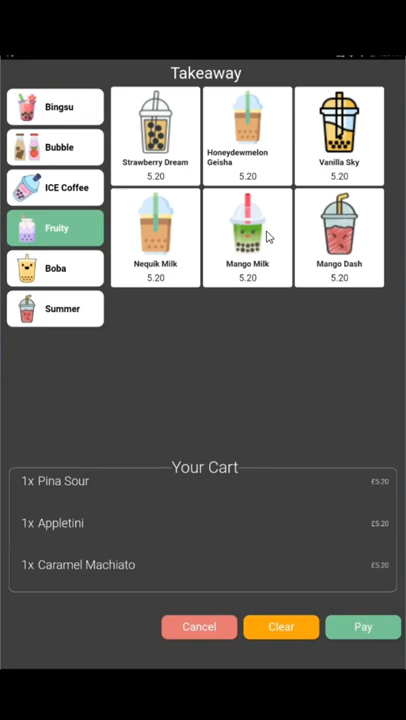 Takeaway
Bingsu
Bubble
ICE Coffee
Fruity
Boba
Summer
Strawberry Dream
5.20
Honeydewmelon
Geisha
5.20
Vanilla Sky
5.20
Nequik Milk
5.20
Mango Milk
5.20
Mango Dash
5.20
Your Cart
1x Pina Sour £5.20
1x Appletini £5.20
1x Caramel Machiato £5.20
Cancel
Clear
Pay